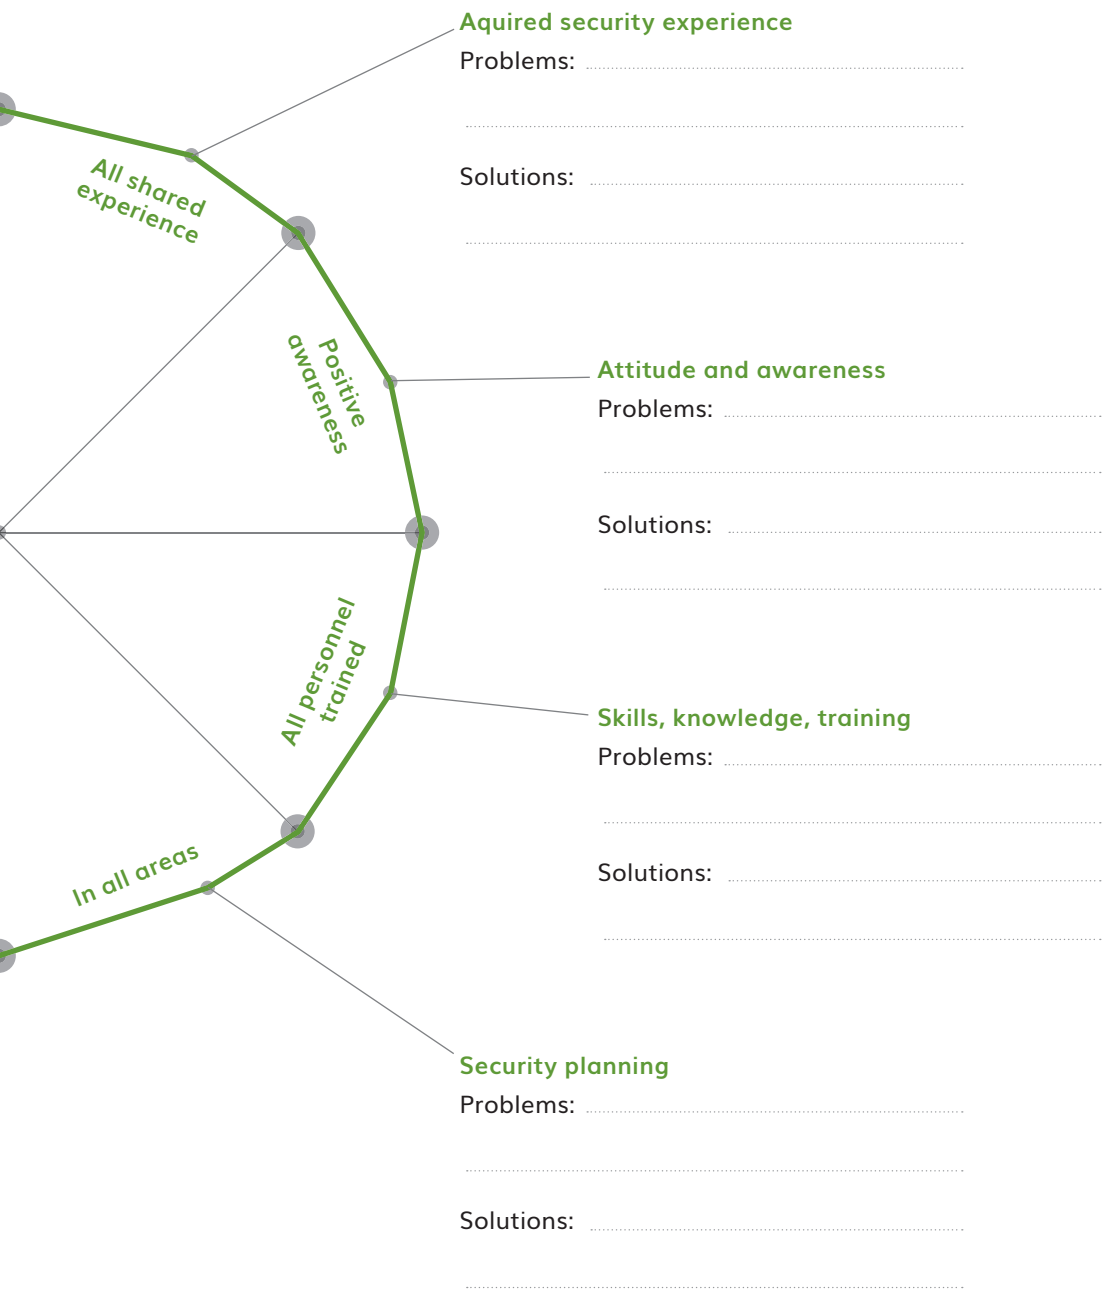 Aquired security experience
Problems:
Solutions:
All shared
experience
Positive
awareness
Attitude and awareness
Problems:
Solutions:
All personnel
trained
Skills, knowledge, training
Problems:
Solutions:
In all areas
Security planning
Problems:
Solutions: